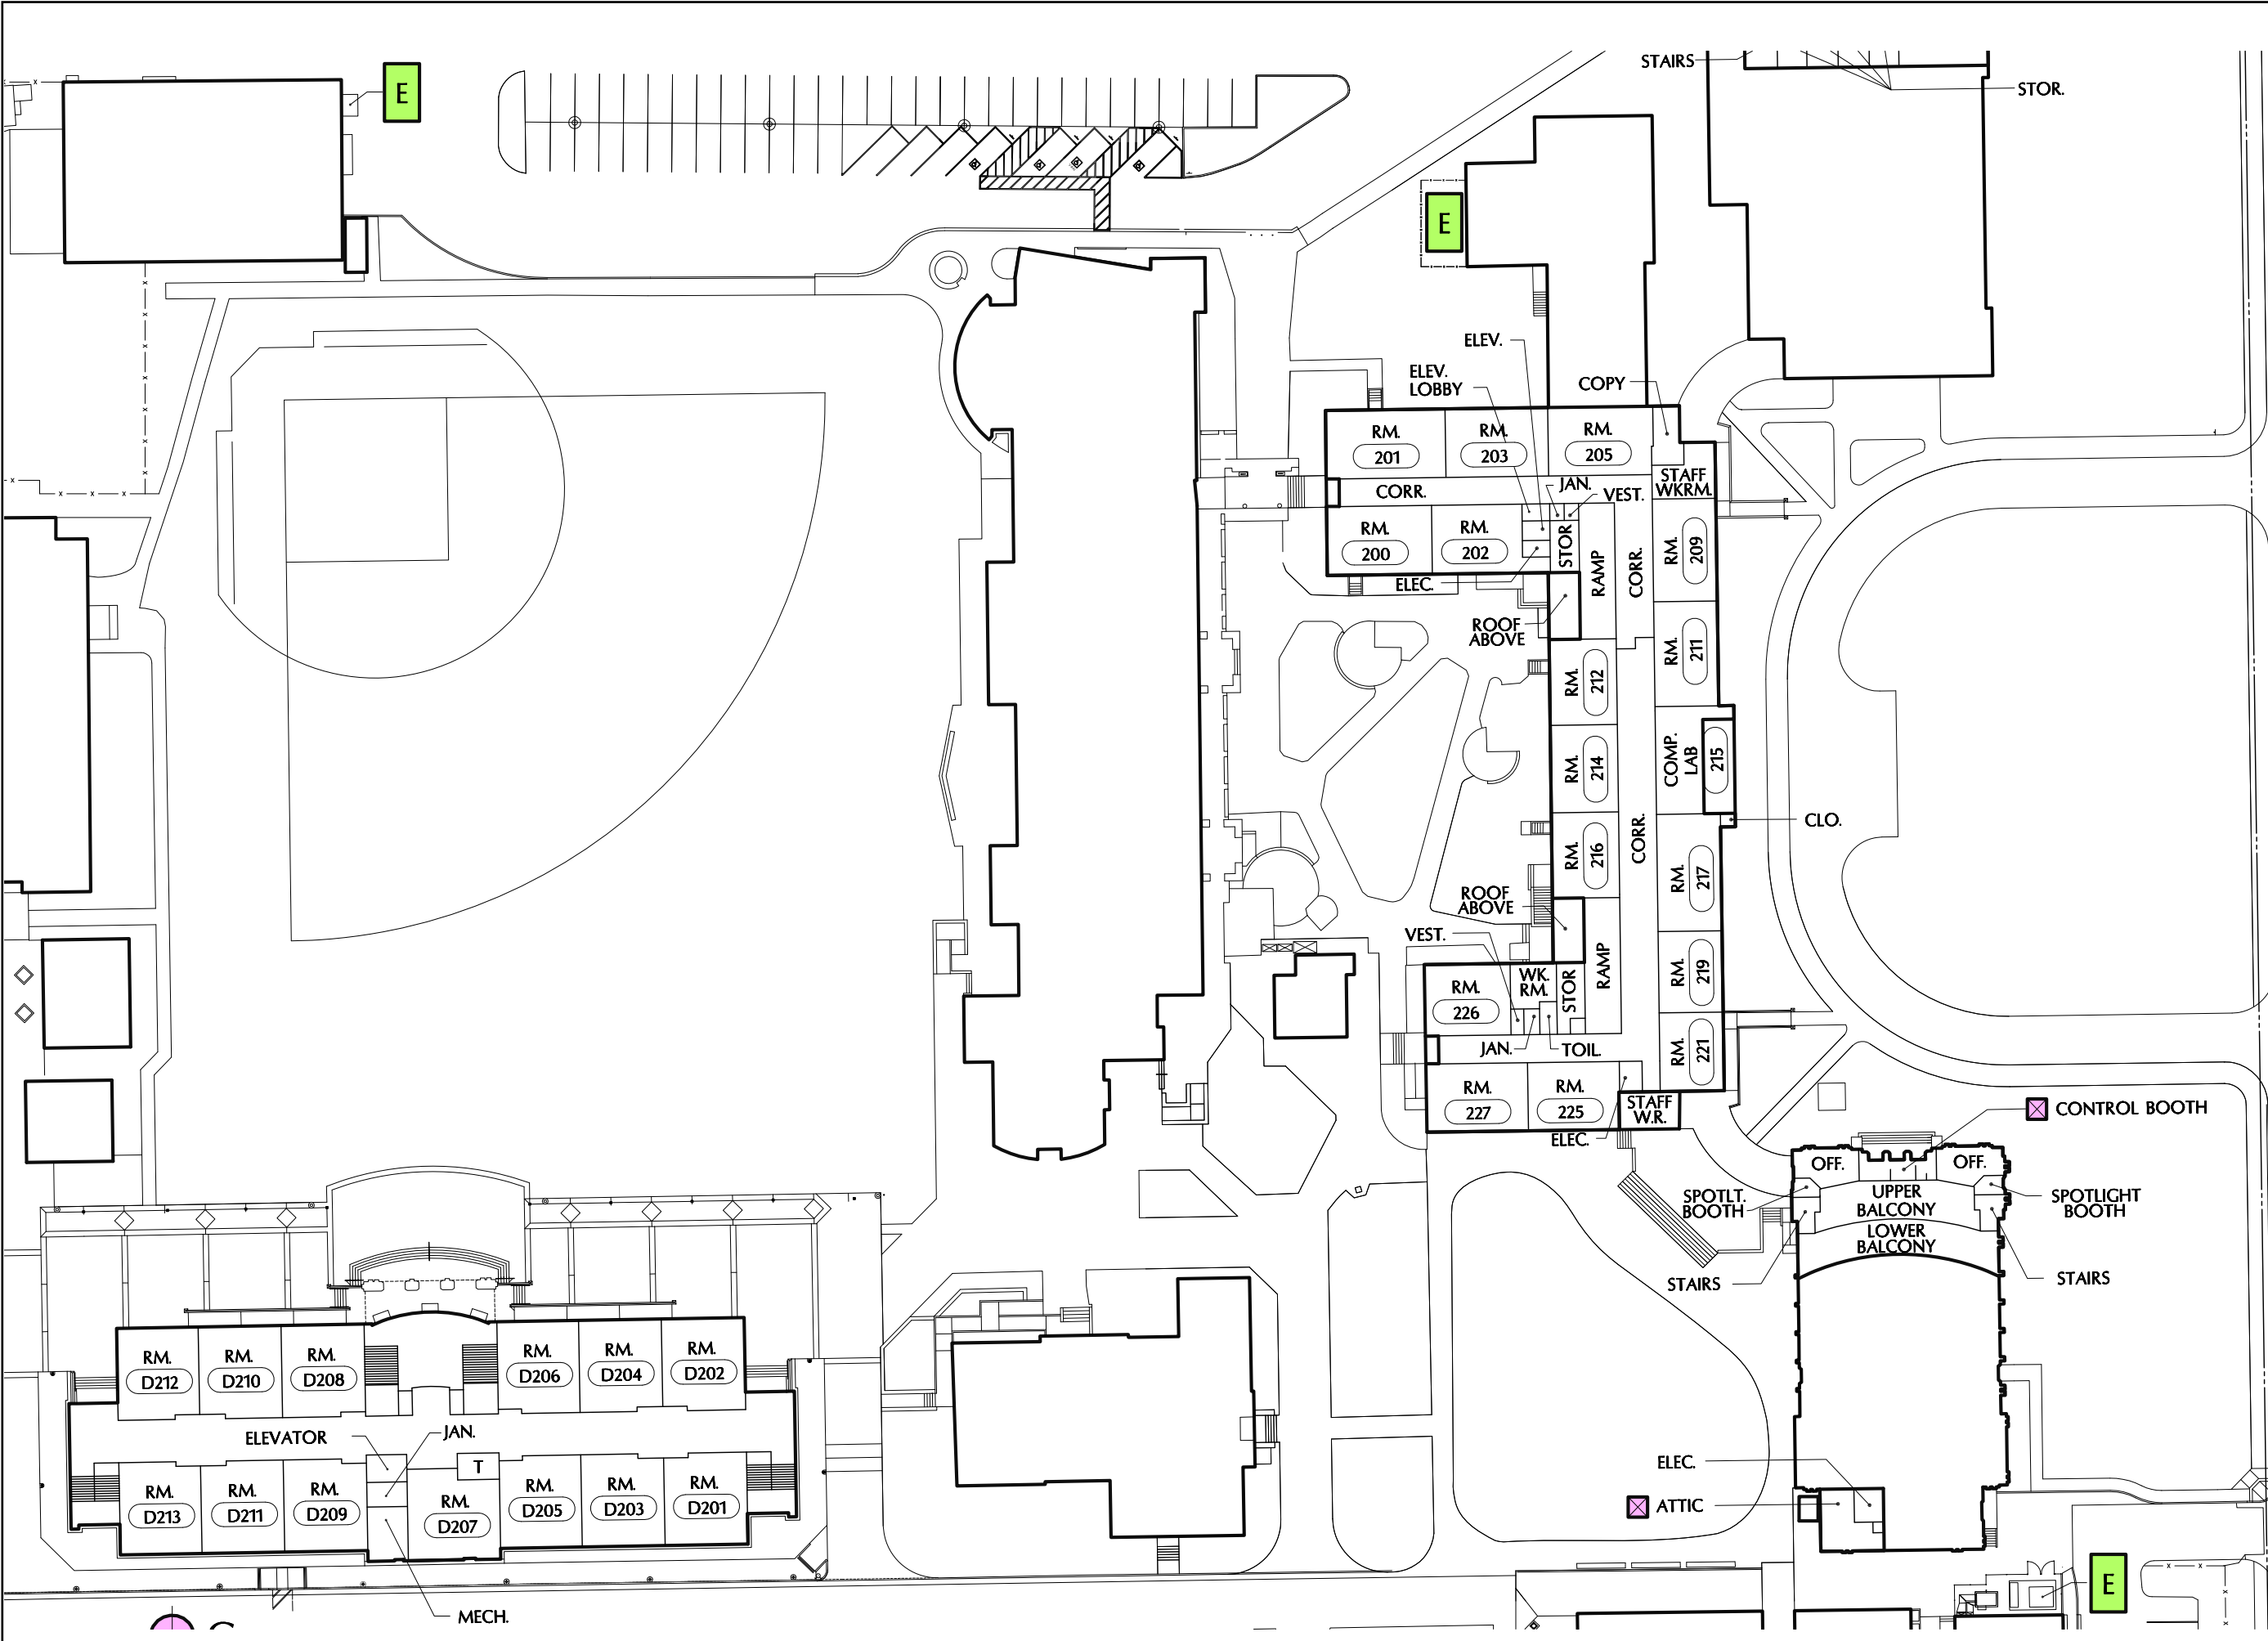 STAIRS
STOR.
E
E
ELEV.
ELEV.
LOBBY
COPY
RM.
201
RM.
203
RM.
205
STAFF
WKRM.
CORR.
JAN.
VEST.
RM.
200
RM.
202
STOR
RAMP
CORR.
RM.
209
ELEC.
ROOF
ABOVE
RM.
211
RM.
212
RM.
214
COMP.
LAB
215
CLO.
RM.
216
CORR.
RM.
217
ROOF
ABOVE
VEST.
RM.
226
WK.
RM.
STOR
RAMP
RM.
219
JAN.
TOIL.
RM.
221
RM.
227
RM.
225
STAFF
W.R.
ELEC.
CONTROL BOOTH
OFF.
OFF.
SPOTLT.
BOOTH
UPPER
BALCONY
SPOTLIGHT
BOOTH
LOWER
BALCONY
STAIRS
STAIRS
RM.
D212
RM.
D210
RM.
D208
RM.
D206
RM.
D204
RM.
D202
ELEVATOR
JAN.
T
RM.
D213
RM.
D211
RM.
D209
RM.
D207
RM.
D205
RM.
D203
RM.
D201
MECH.
ELEC.
ATTIC
E